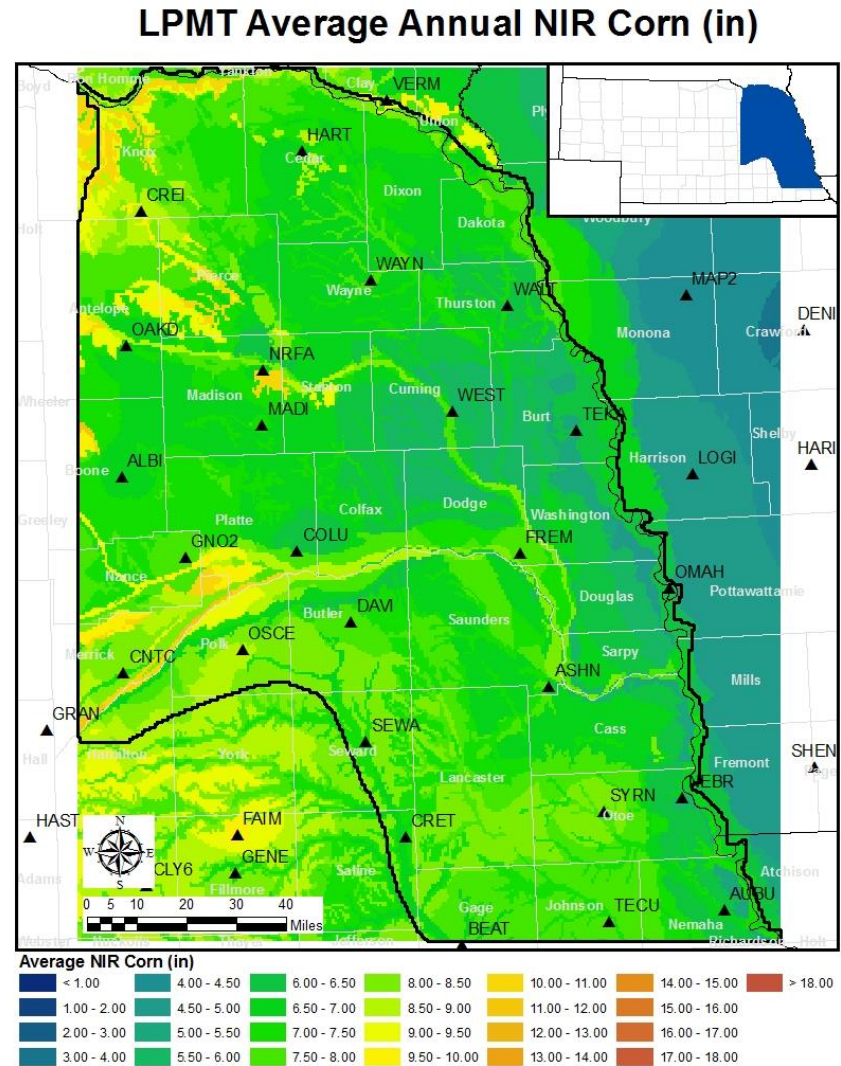 LPMT Average Annual NIR Corn (in)
Boyd
Bon Homme
Yankton
Clay
VERM
Union
Ply
HART
Cedar
Knox
Dixon
CREI
Holt
Dakota
Woodbury
Pierce
WAYN
Wayne
Thurston
WALT
MAP2
Antelope
DENI
OAKD
Monona
Crawford
NRFA
Stanton
Madison
Cuming
WEST
Wheeler
MADI
Burt
TEKA
Shelby
ALBI
Harrison
LOGI
HARI
Boone
Colfax
Dodge
Greeley
Platte
Washington
COLU
FREM
GNO2
Nance
OMAH
Douglas
Pottawattamie
Butler
DAVI
Saunders
Polk
OSCE
Merrick
CNTC
Sarpy
ASHN
Mills
GRAN
SEWA
Cass
Hall
Hamilton
York
Seward
Fremont
SHEN
Page
Lancaster
SYRN
NEBR
Otoe
HAST
FAIM
CRET
N
W
E
S
GENE
CLY6
Saline
Adams
Fillmore
Atchison
0 5 10 20 30 40
Miles
Gage
Johnson
TECU
AUBU
Nemaha
BEAT
Webster
Thayer
Jefferson
Richardson
Holt
Average NIR Corn (in)
< 1.00
4.00 - 4.50
6.00 - 6.50
8.00 - 8.50
10.00 - 11.00
14.00 - 15.00
> 18.00
1.00 - 2.00
4.50 - 5.00
6.50 - 7.00
8.50 - 9.00
11.00 - 12.00
15.00 - 16.00
2.00 - 3.00
5.00 - 5.50
7.00 - 7.50
9.00 - 9.50
12.00 - 13.00
16.00 - 17.00
3.00 - 4.00
5.50 - 6.00
7.50 - 8.00
9.50 - 10.00
13.00 - 14.00
17.00 - 18.00